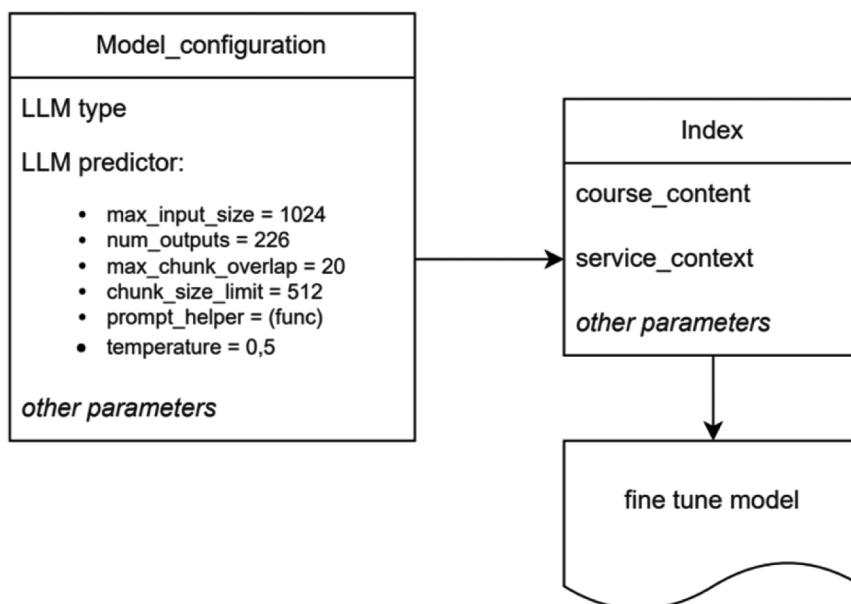 Model_configuration
LLM type
LLM predictor:
• max_input_size = 1024
• num_outputs = 226
• max_chunk_overlap = 20
• chunk_size_limit = 512
• prompt_helper = (func)
• temperature = 0,5
other parameters
Index
course_content
service_context
other parameters
fine tune model